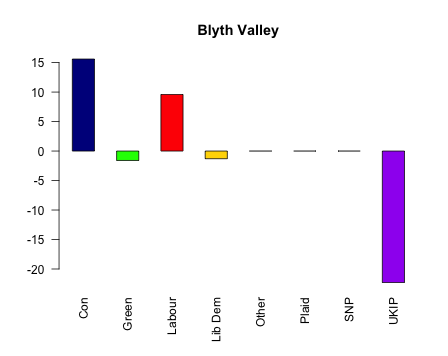 Blyth Valley
15
10
5
0
-5
-10
-15
-20
Con
Green
Labour
Lib Dem
Other
Plaid
SNP
UKIP